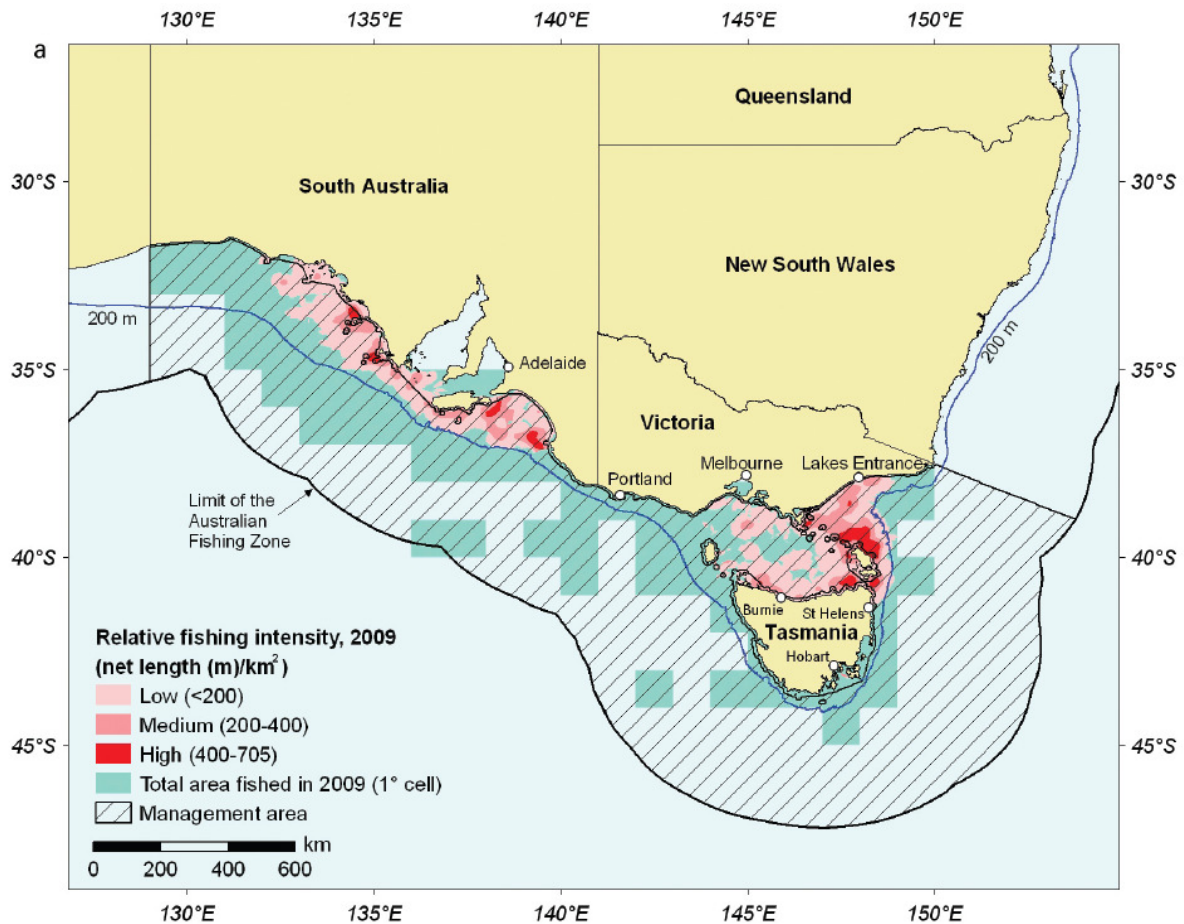 130°E 135°E 140°E 145°E 150°E
a
Queensland
30°S 30°S
South Australia
New South Wales
200 m
200 m
35°S Adelaide 35°S
Victoria
Melbourne Lakes Entrance
Portland
Limit of the
Australian
Fishing Zone
40°S 40°S
Burnie St Helens
Tasmania
Hobart
Relative fishing intensity, 2009
(net length (m)/km²)
Low (<200)
Medium (200-400)
High (400-705)
45°S 45°S
Total area fished in 2009 (1° cell)
Management area
km
0 200 400 600
130°E 135°E 140°E 145°E 150°E